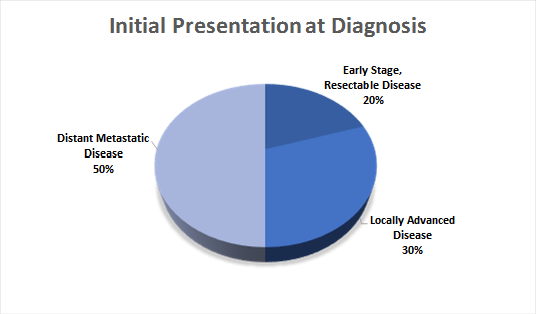 Initial Presentation at Diagnosis
Early Stage,
Resectable Disease
20%
Distant Metastatic
Disease
50%
Locally Advanced
Disease
30%